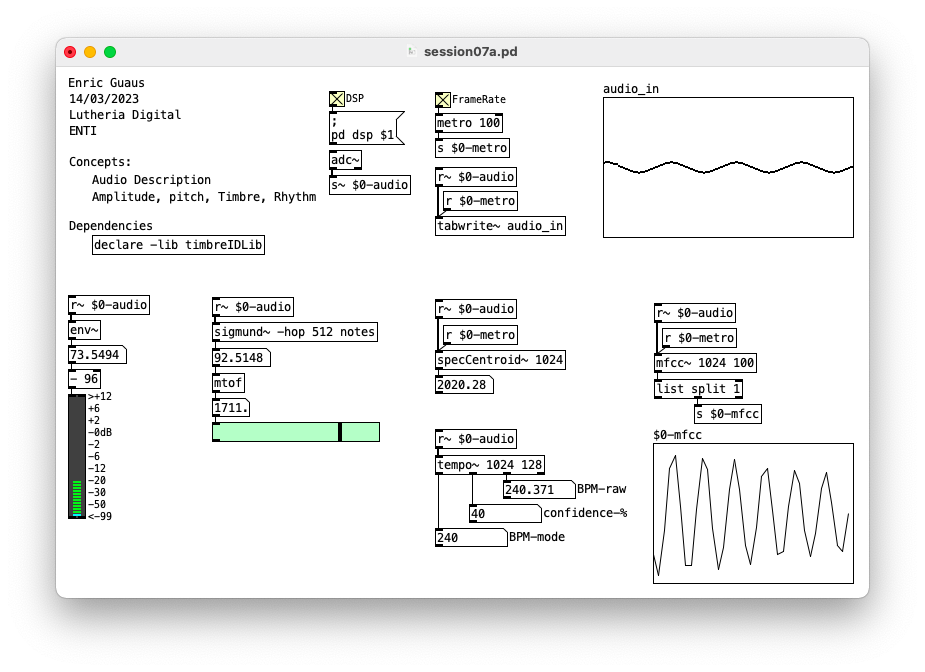 session07a.pd
Enric Guaus
14/03/2023
Lutheria Digital
ENTI
Concepts:
Audio Description
Amplitude, pitch, Timbre, Rhythm
Dependencies
declare -lib timbreIDLib
DSP
;
pd dsp $1
adc~
s~ $0-audio
FrameRate
metro 100
s $0-metro
r~ $0-audio
r $0-metro
tabwrite~ audio_in
audio_in
r~ $0-audio
env~
73.5494
- 96
>+12
+6
+2
-0dB
-2
-6
-12
-20
-30
-50
<-99
r~ $0-audio
sigmund~ -hop 512 notes
92.5148
mtof
1711.
r~ $0-audio
r $0-metro
specCentroid~ 1024
2020.28
r~ $0-audio
tempo~ 1024 128
240.371 BPM-raw
40 confidence-%
240 BPM-mode
r~ $0-audio
r $0-metro
mfcc~ 1024 100
list split 1
s $0-mfcc
$0-mfcc